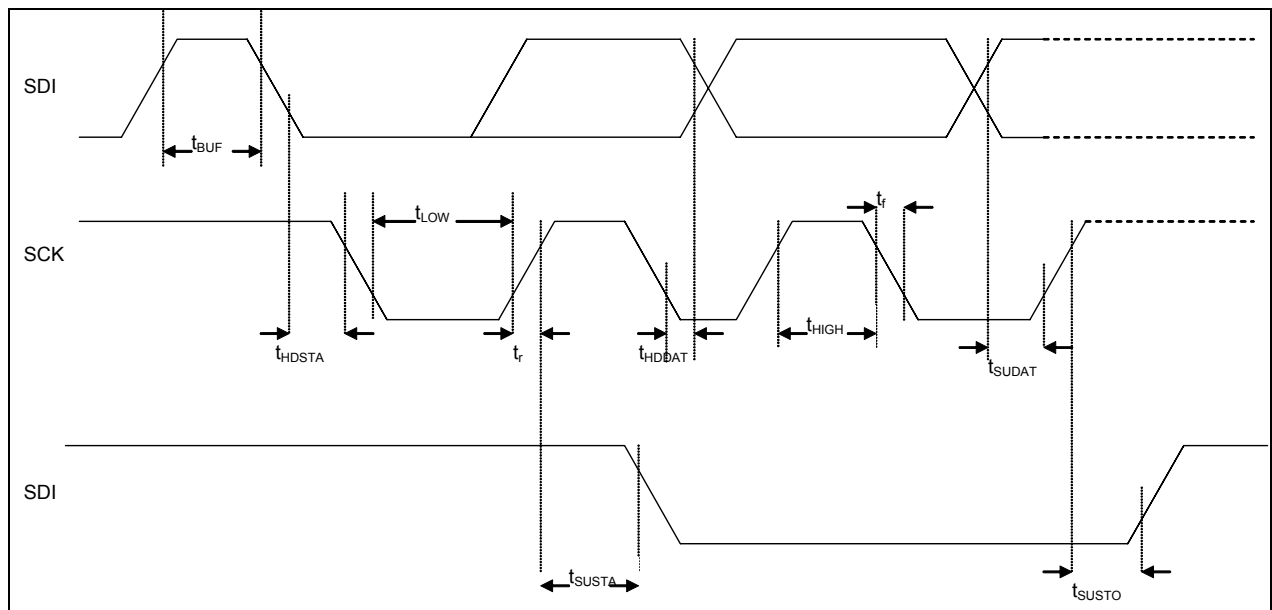 SDI
tBUF
tLOW
tf
SCK
tHDSTA
tr
tHDDAT
tHIGH
tSUDAT
SDI
tSUSTA
tSUSTO